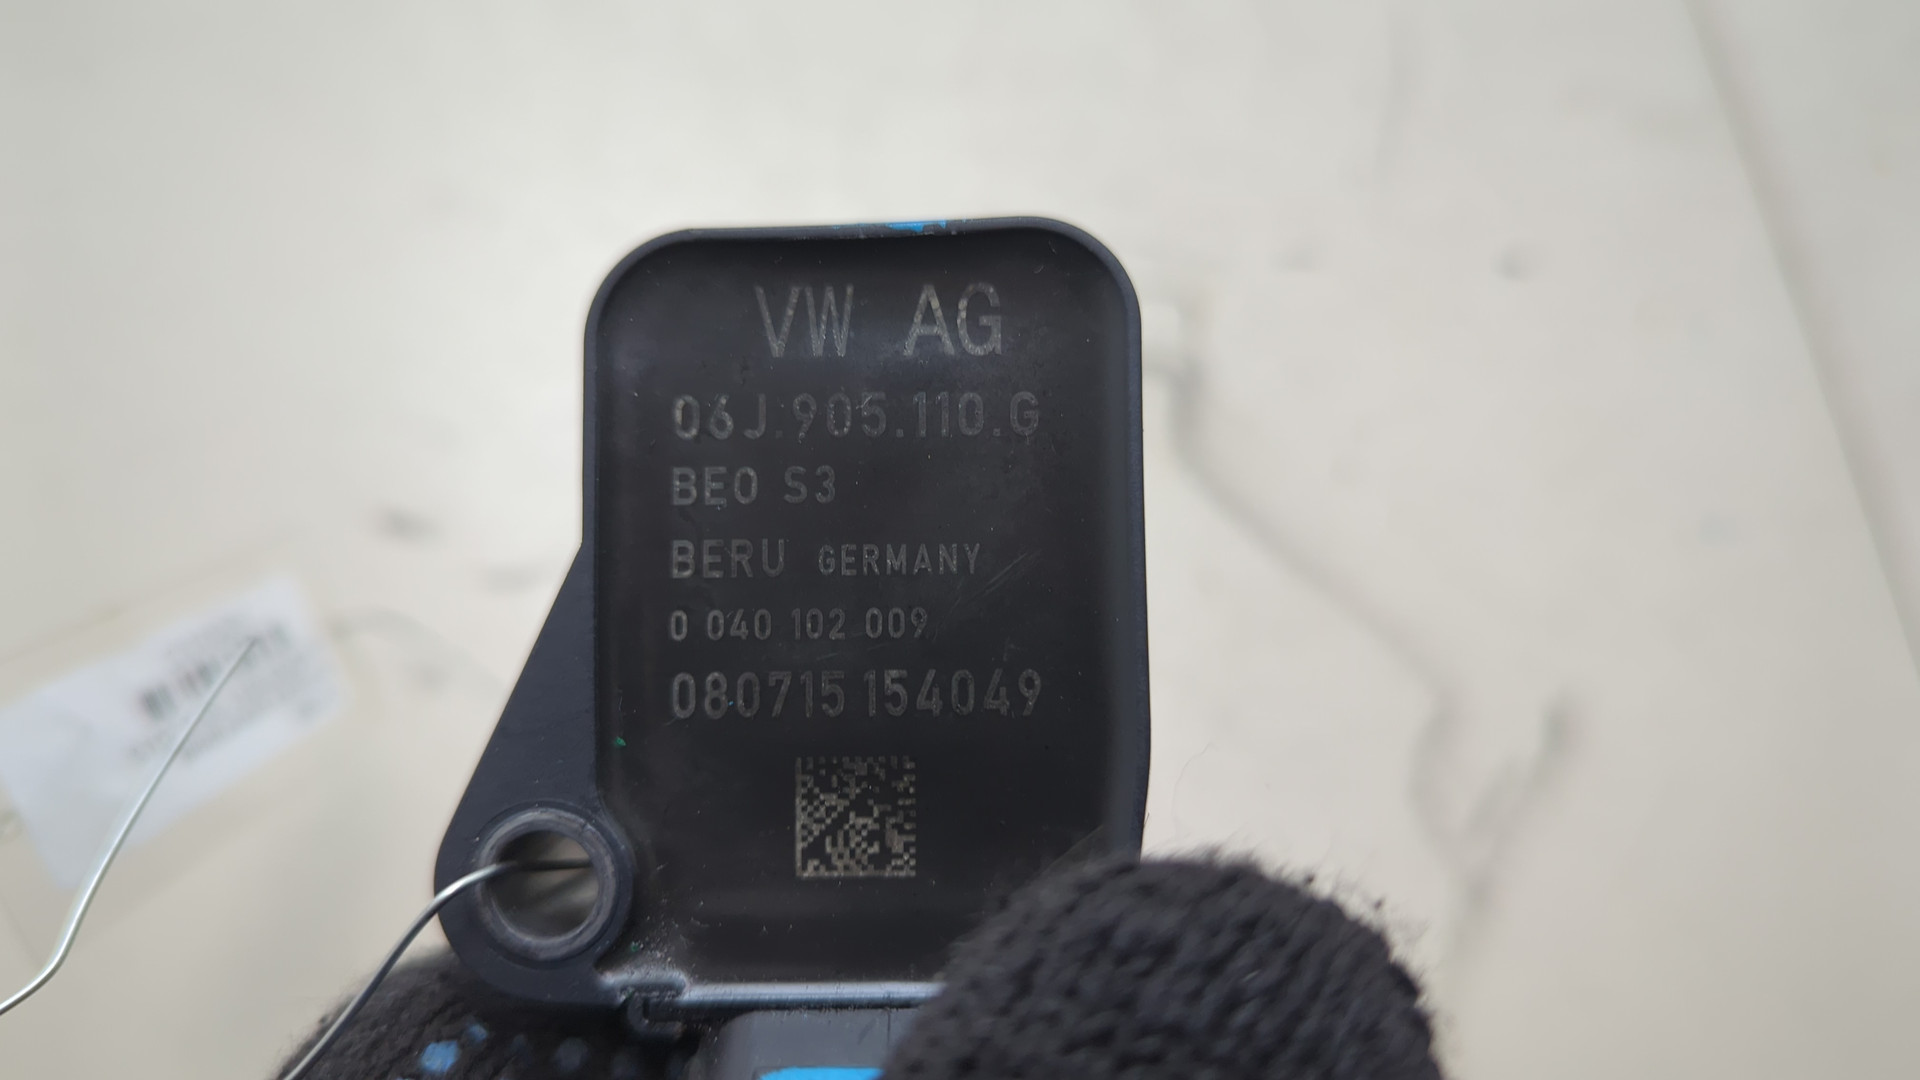 VW AG
06J.905.110.G
BEO S3
BERU GERMANY
0 040 102 009
080715 154049